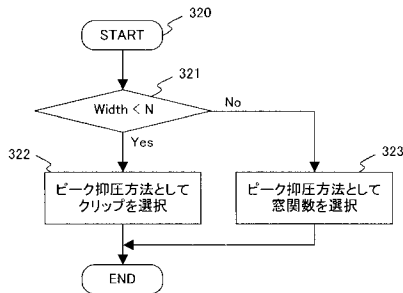 START
320
321
Width < N
No
Yes
322
ピーク抑圧方法として
クリップを選択
323
ピーク抑圧方法として
窓関数を選択
END